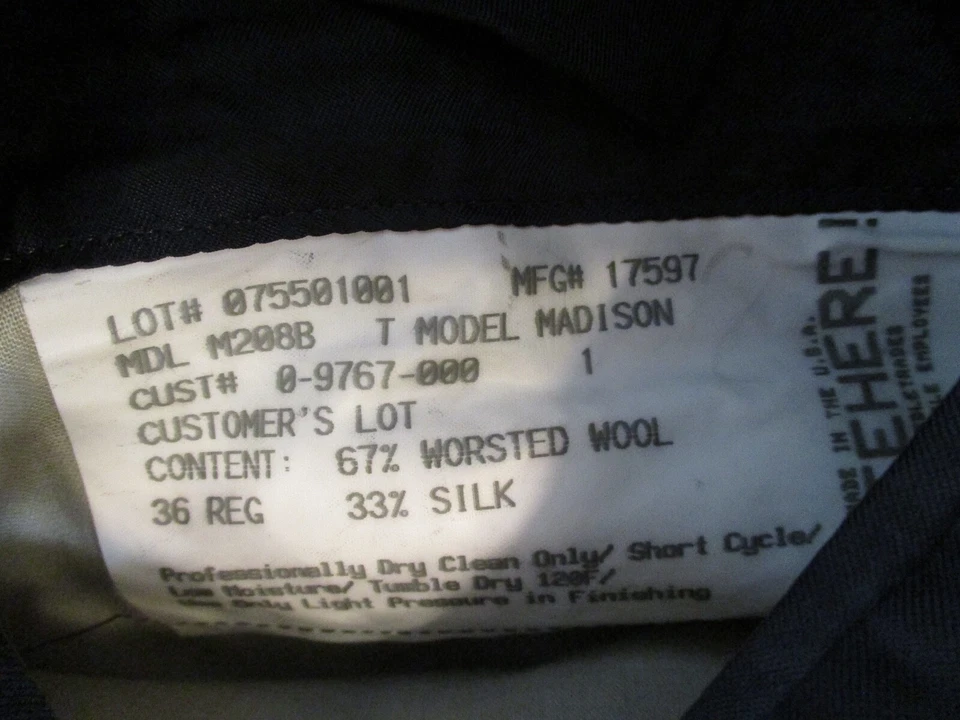 LOT# 075501001 MFG# 17597
MDL M208B T MODEL MADISON
CUST# 0-9767-000 1
CUSTOMER'S LOT
CONTENT: 67% WORSTED WOOL
36 REG 33% SILK
Professionally Dry Clean Only/ Short Cycle/
Low Moisture/ Tumble Dry 120F/
Use Only Light Pressure in Finishing
IN THE U.S.A.
EHERE!
EMPLOYEES